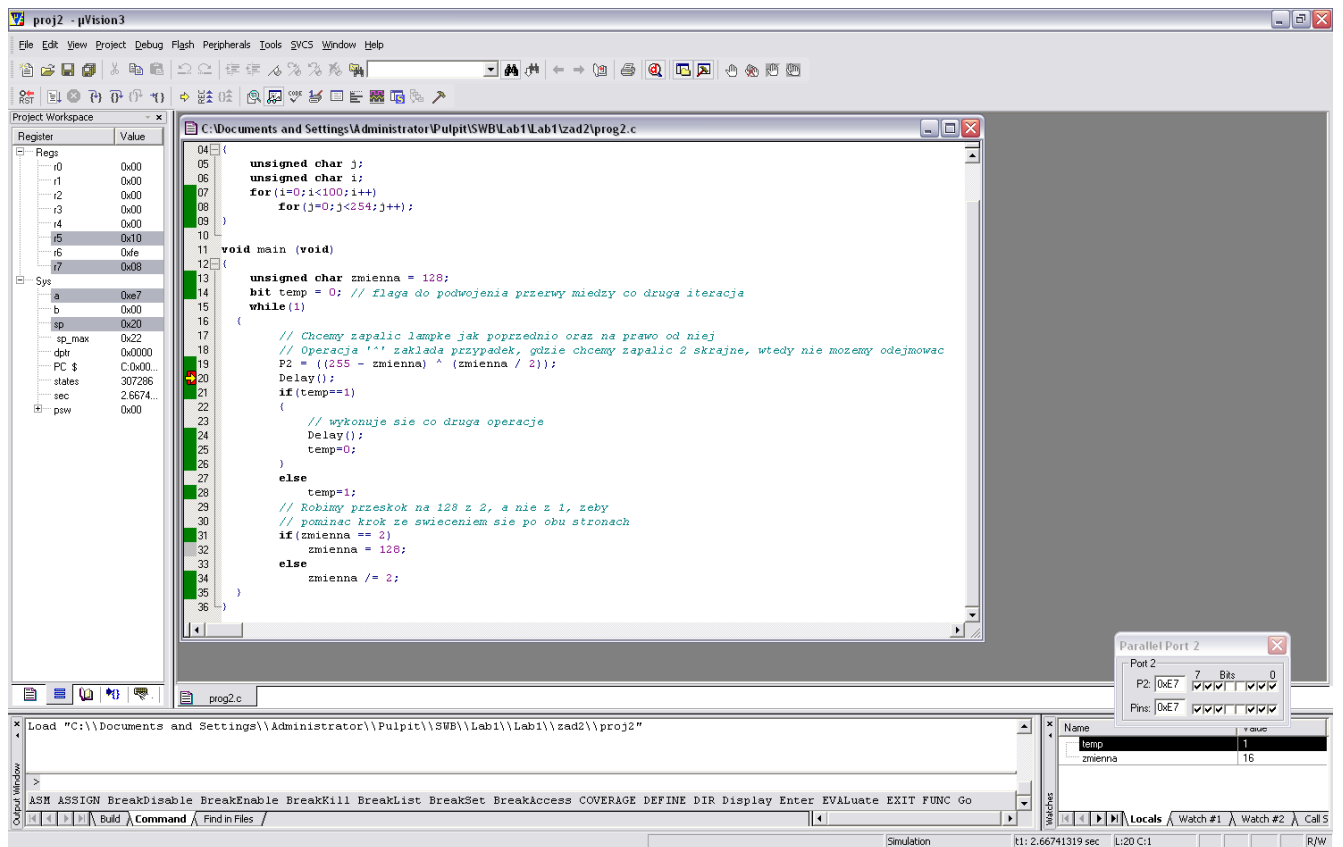 proj2 - µVision3
File Edit View Project Debug Flash Peripherals Tools SVCS Window Help
RST
Project Workspace
Register Value
Regs
r0 0x00
r1 0x00
r2 0x00
r3 0x00
r4 0x00
r5 0x10
r6 0xfe
r7 0x08
Sys
a 0xe7
b 0x00
sp 0x20
sp_max 0x22
dptr 0x0000
PC $ C:0x00...
states 307286
sec 2.6674...
psw 0x00
C:\Documents and Settings\Administrator\Pulpit\SWB\Lab1\Lab1\zad2\prog2.c
04 {
05 unsigned char j;
06 unsigned char i;
07 for(i=0;i<100;i++)
08 for(j=0;j<254;j++);
09 }
10
11 void main (void)
12 {
13 unsigned char zmienna = 128;
14 bit temp = 0; // flaga do podwojenia przerwy miedzy co druga iteracja
15 while(1)
16 {
17 // Chcemy zapalic lampke jak poprzednio oraz na prawo od niej
18 // Operacja '^' zaklada przypadek, gdzie chcemy zapalic 2 skrajne, wtedy nie mozemy odejmowac
19 P2 = ((255 - zmienna) ^ (zmienna / 2));
20 Delay();
21 if(temp==1)
22 {
23 // wykonuje sie co druga operacje
24 Delay();
25 temp=0;
26 }
27 else
28 temp=1;
29 // Robimy przeskok na 128 z 2, a nie z 1, zeby
30 // pominac krok ze swieceniem sie po obu stronach
31 if(zmienna == 2)
32 zmienna = 128;
33 else
34 zmienna /= 2;
35 }
36 }
prog2.c
Parallel Port 2
Port 2
7 Bits 0
P2: 0xE7
Pins: 0xE7
Output Window
Load "C:\\Documents and Settings\\Administrator\\Pulpit\\SWB\\Lab1\\Lab1\\zad2\\proj2"
>
ASM ASSIGN BreakDisable BreakEnable BreakKill BreakList BreakSet BreakAccess COVERAGE DEFINE DIR Display Enter EVALuate EXIT FUNC Go
Build Command Find in Files
Watches
Name Value
temp 1
zmienna 16
Locals Watch #1 Watch #2 Call S
Simulation t1: 2.66741319 sec L:20 C:1 R/W